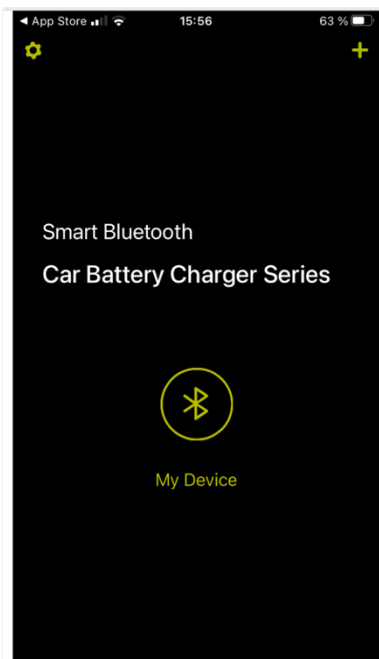 ◀ App Store 15:56 63 %
Smart Bluetooth
Car Battery Charger Series
My Device